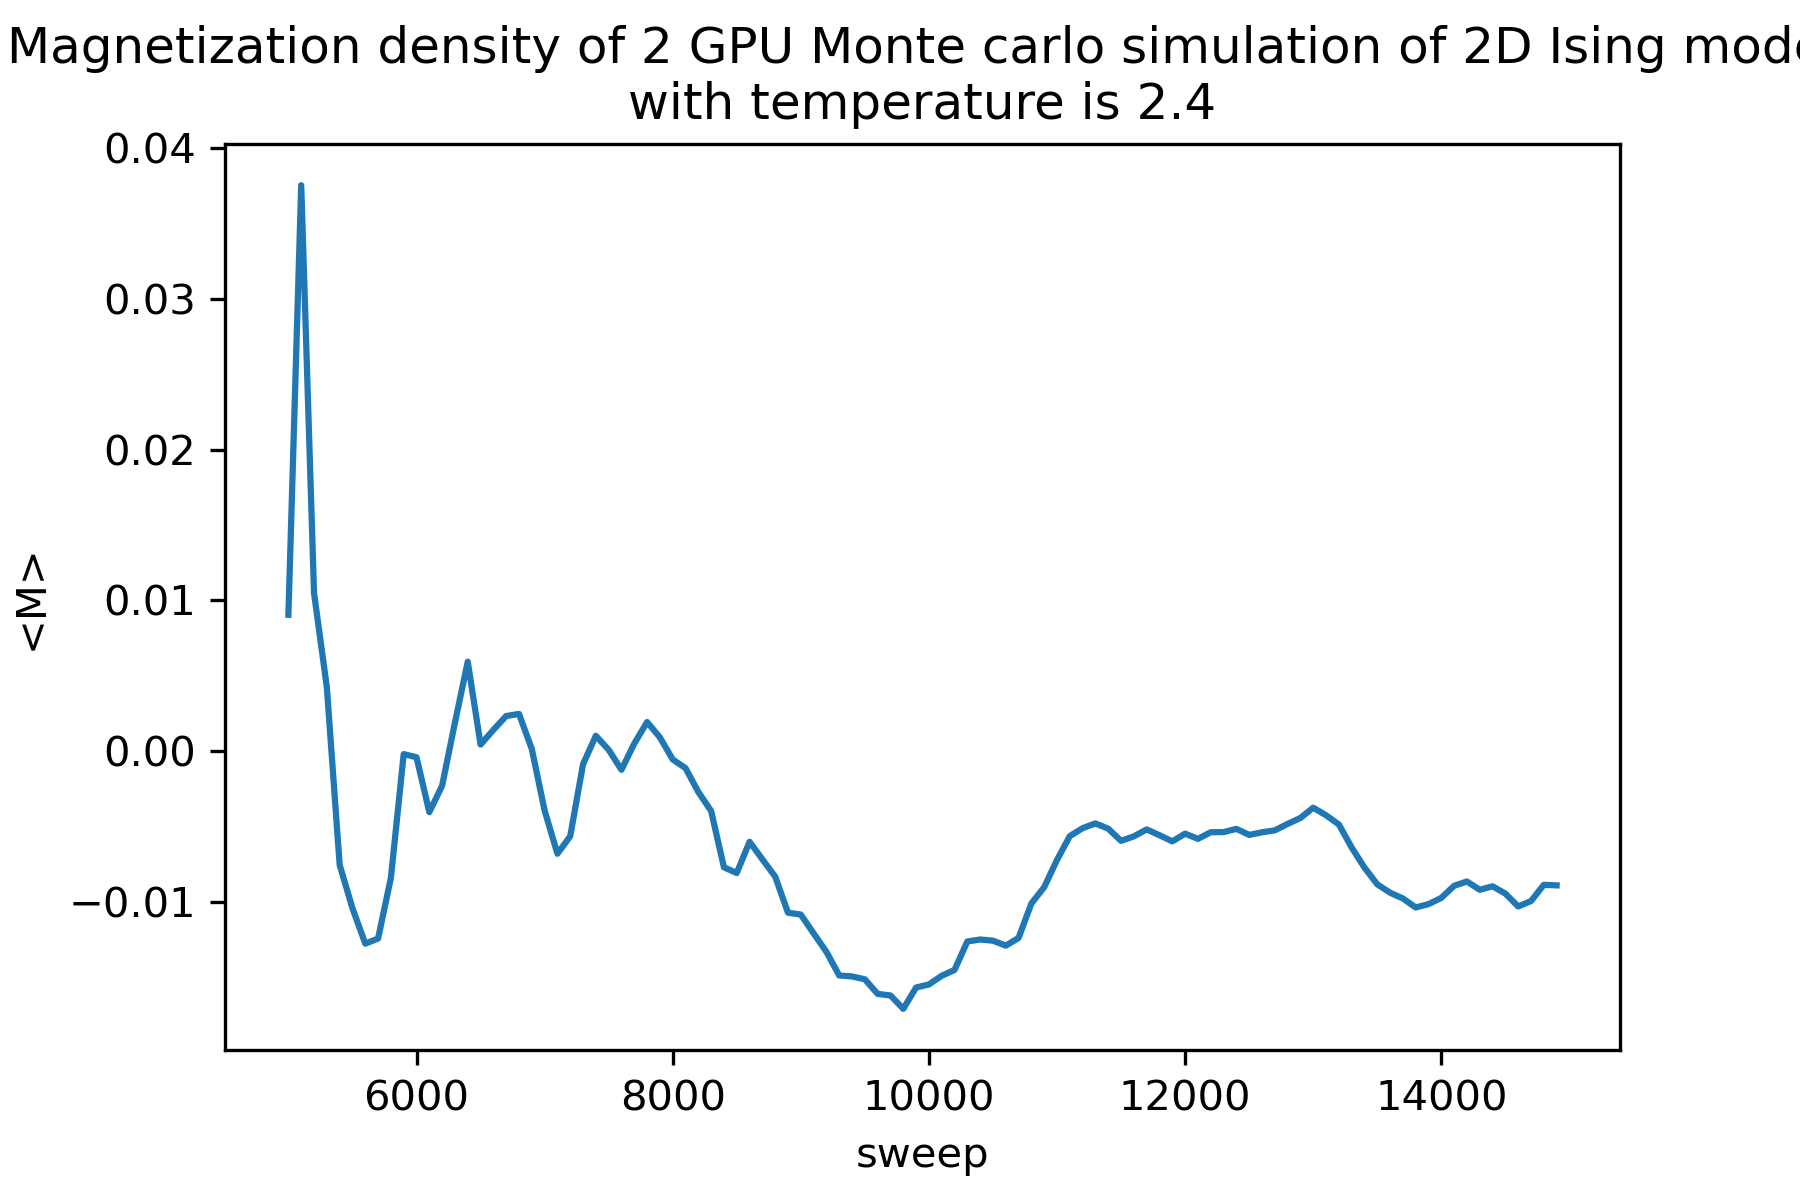 Magnetization density of 2 GPU Monte carlo simulation of 2D Ising
with temperature is 2.4
0.04
0.03
0.02
0.01
0.00
−0.01
<M>
6000 8000 10000 12000 14000
sweep